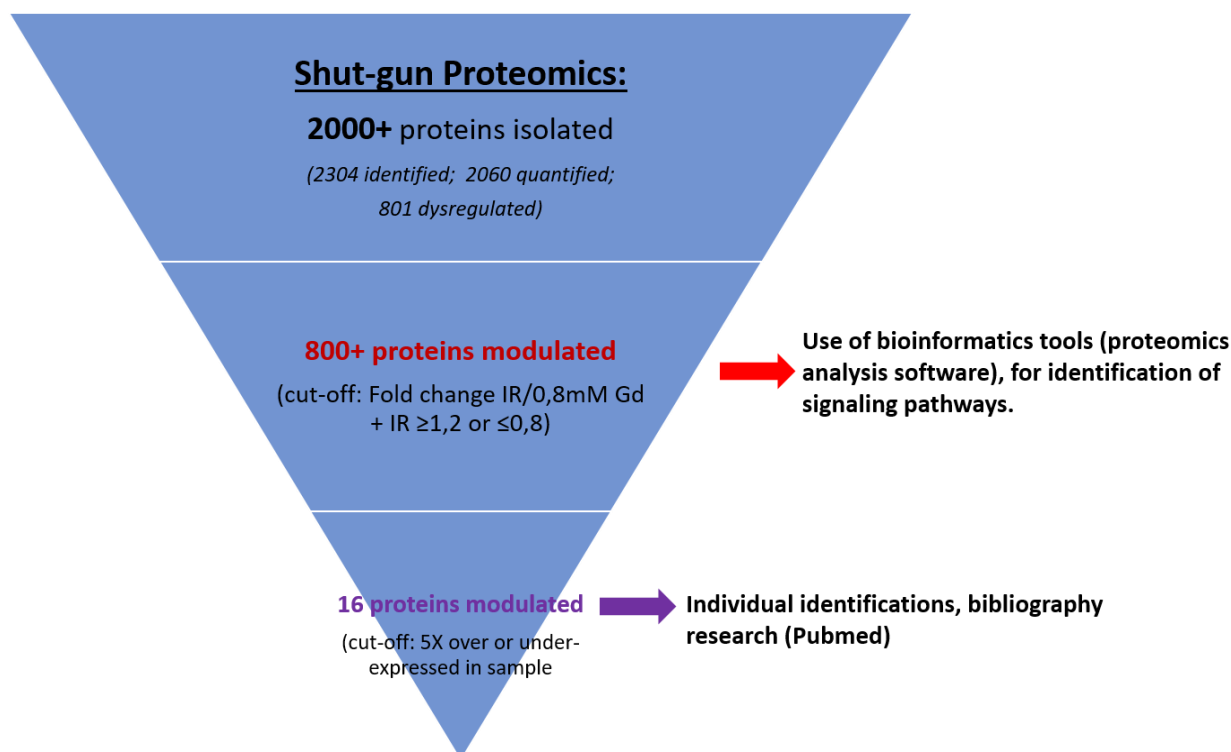 Shut-gun Proteomics:
2000+ proteins isolated
(2304 identified; 2060 quantified;
801 dysregulated)
800+ proteins modulated
(cut-off: Fold change IR/0,8mM Gd
+ IR ≥1,2 or ≤0,8)
Use of bioinformatics tools (proteomics
analysis software), for identification of
signaling pathways.
16 proteins modulated
(cut-off: 5X over or under-
expressed in sample
Individual identifications, bibliography
research (Pubmed)